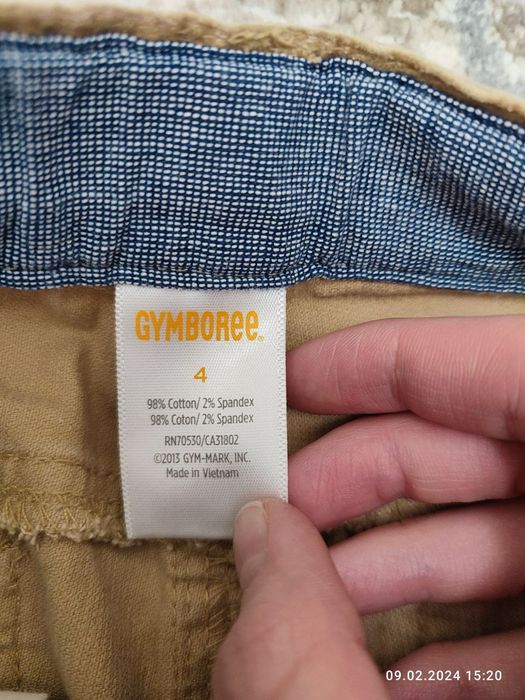 GYMBOREE®
4
98% Cotton/ 2% Spandex
98% Coton/ 2% Spandex
RN70530/CA31802
©2013 GYM-MARK, INC.
Made in Vietnam
09.02.2024 15:20